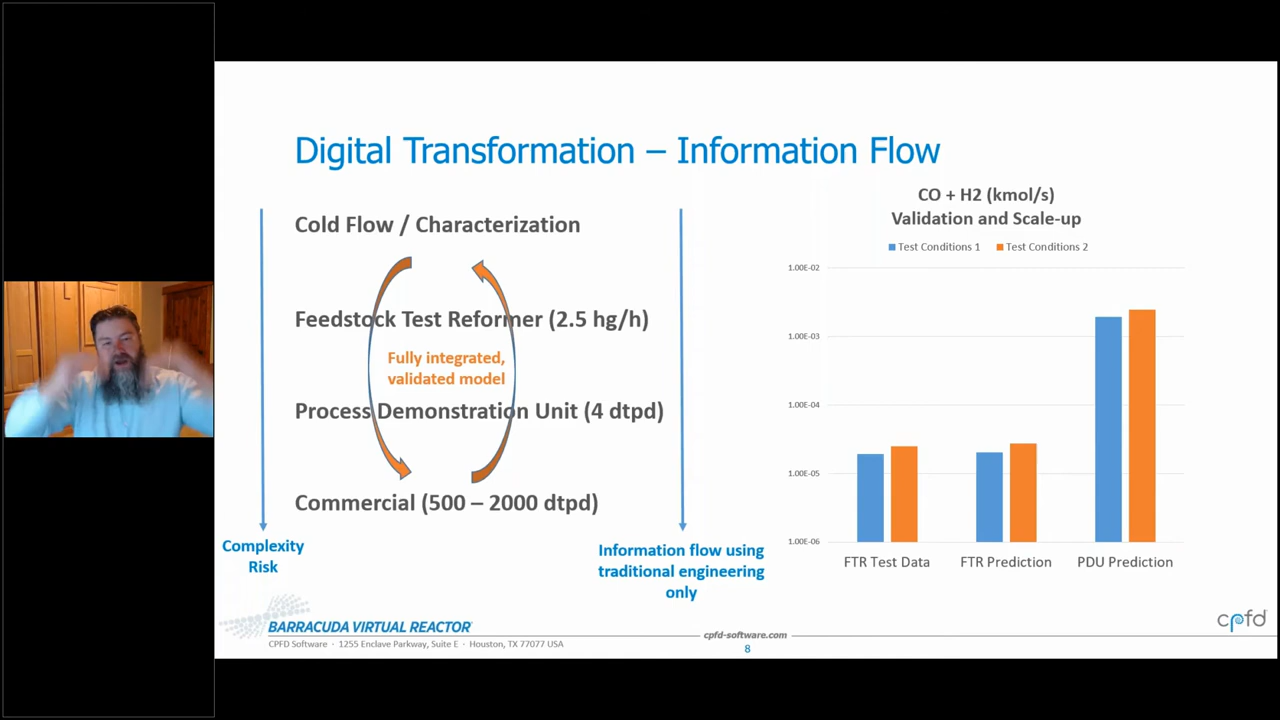 Digital Transformation – Information Flow
Cold Flow / Characterization
Feedstock Test Reformer (2.5 hg/h)
Fully integrated,
validated model
Process Demonstration Unit (4 dtpd)
Commercial (500 – 2000 dtpd)
Complexity
Risk
Information flow using
traditional engineering
only
CO + H2 (kmol/s)
Validation and Scale-up
Test Conditions 1 Test Conditions 2
1.00E-02
1.00E-03
1.00E-04
1.00E-05
1.00E-06
FTR Test Data FTR Prediction PDU Prediction
BARRACUDA VIRTUAL REACTOR
CPFD Software · 1255 Enclave Parkway, Suite E · Houston, TX 77077 USA
cpfd-software.com
8
cpfd